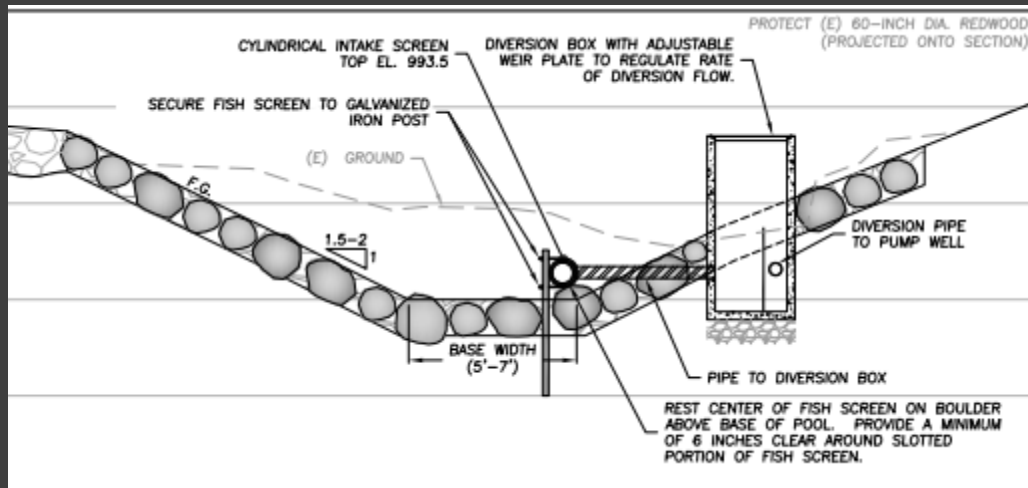 PROTECT (E) 60-INCH DIA. REDWOOD
(PROJECTED ONTO SECTION)
CYLINDRICAL INTAKE SCREEN
TOP EL. 993.5
DIVERSION BOX WITH ADJUSTABLE
WEIR PLATE TO REGULATE RATE
OF DIVERSION FLOW.
SECURE FISH SCREEN TO GALVANIZED
IRON POST
(E) GROUND
F.G.
1.5-2
1
DIVERSION PIPE
TO PUMP WELL
BASE WIDTH
(5'-7')
PIPE TO DIVERSION BOX
REST CENTER OF FISH SCREEN ON BOULDER
ABOVE BASE OF POOL. PROVIDE A MINIMUM
OF 6 INCHES CLEAR AROUND SLOTTED
PORTION OF FISH SCREEN.